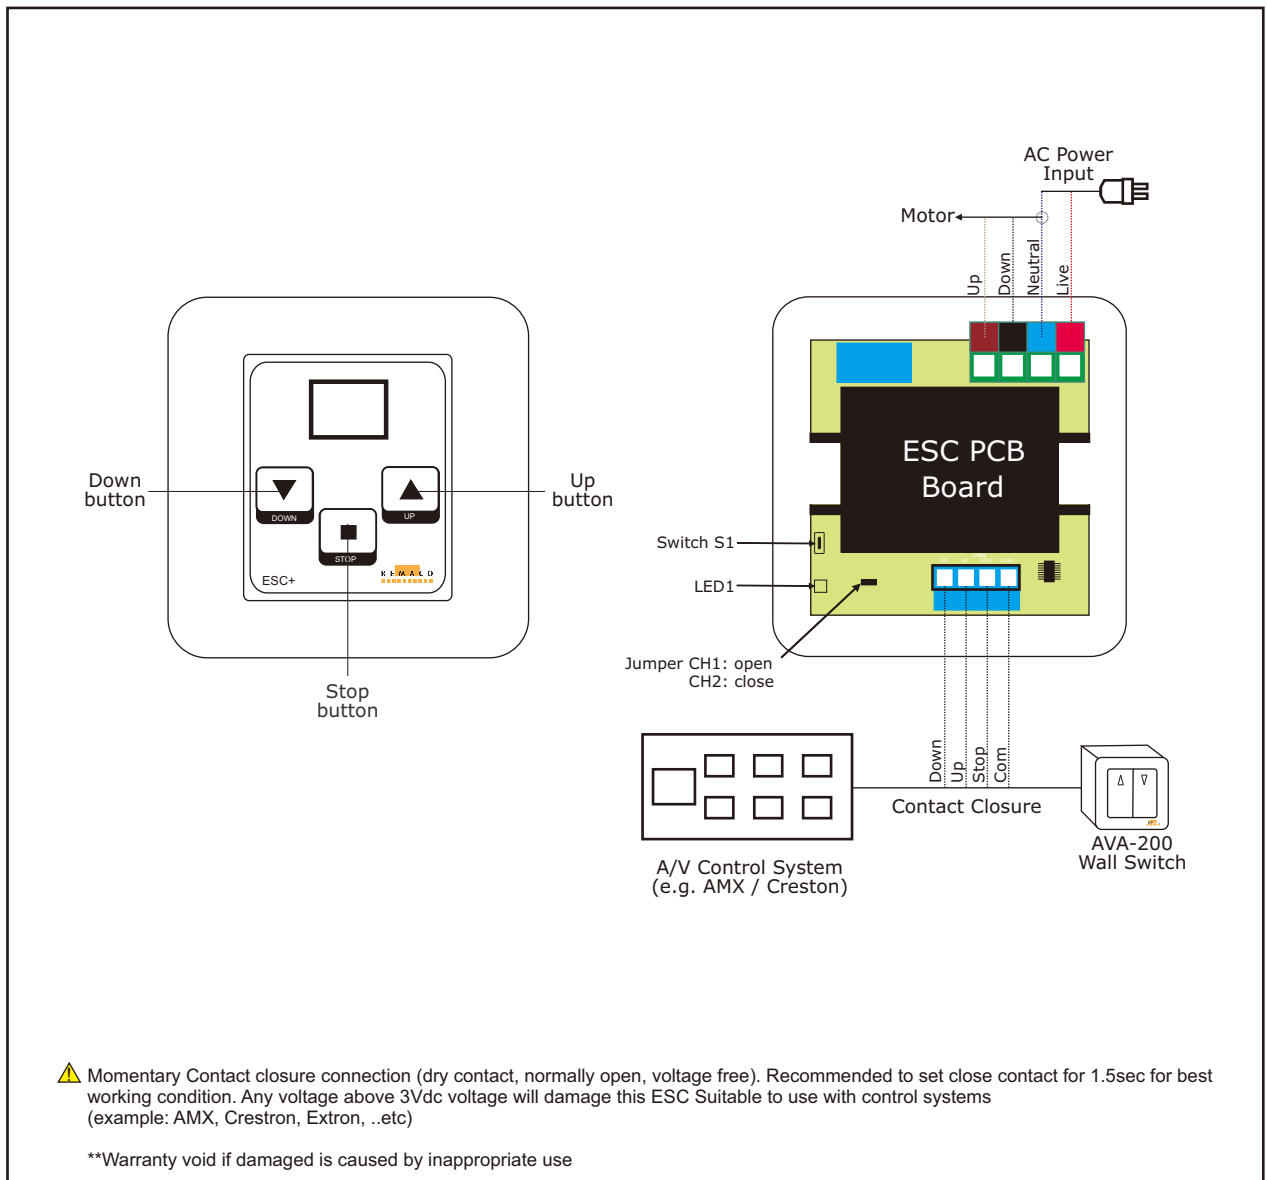 AC Power
Input
Motor
Up
Down
Neutral
Live
ESC PCB
Board
Down
button
Up
button
DOWN
UP
STOP
ESC+
REMACO
Stop
button
Switch S1
LED1
Jumper CH1: open
CH2: close
Down
Up
Stop
Com
Contact Closure
A/V Control System
(e.g. AMX / Creston)
AVA-200
Wall Switch
Momentary Contact closure connection (dry contact, normally open, voltage free). Recommended to set close contact for 1.5sec for best
working condition. Any voltage above 3Vdc voltage will damage this ESC Suitable to use with control systems
(example: AMX, Crestron, Extron, ..etc)
**Warranty void if damaged is caused by inappropriate use